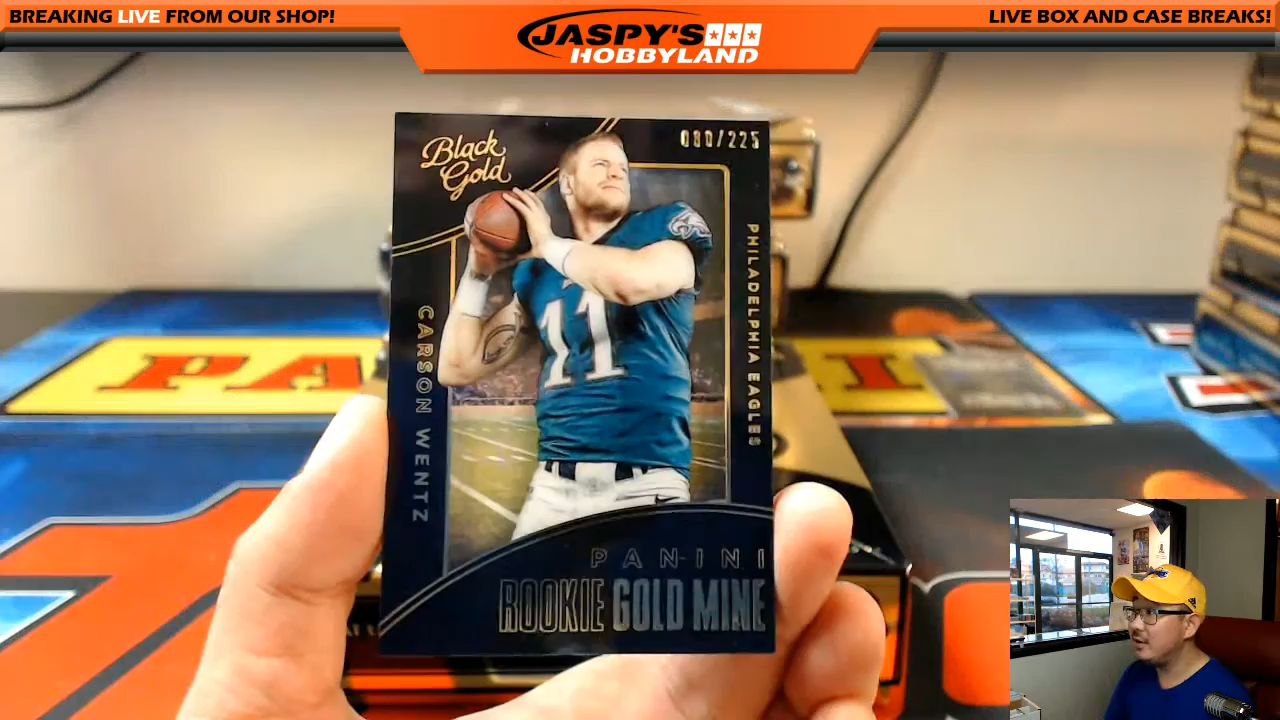 BREAKING LIVE FROM OUR SHOP!
JASPY'S
HOBBYLAND
LIVE BOX AND CASE BREAKS!
Black
Gold
080/225
PHILADELPHIA EAGLES
CARSON WENTZ
11
PANINI
ROOKIE GOLD MINE
PA
I